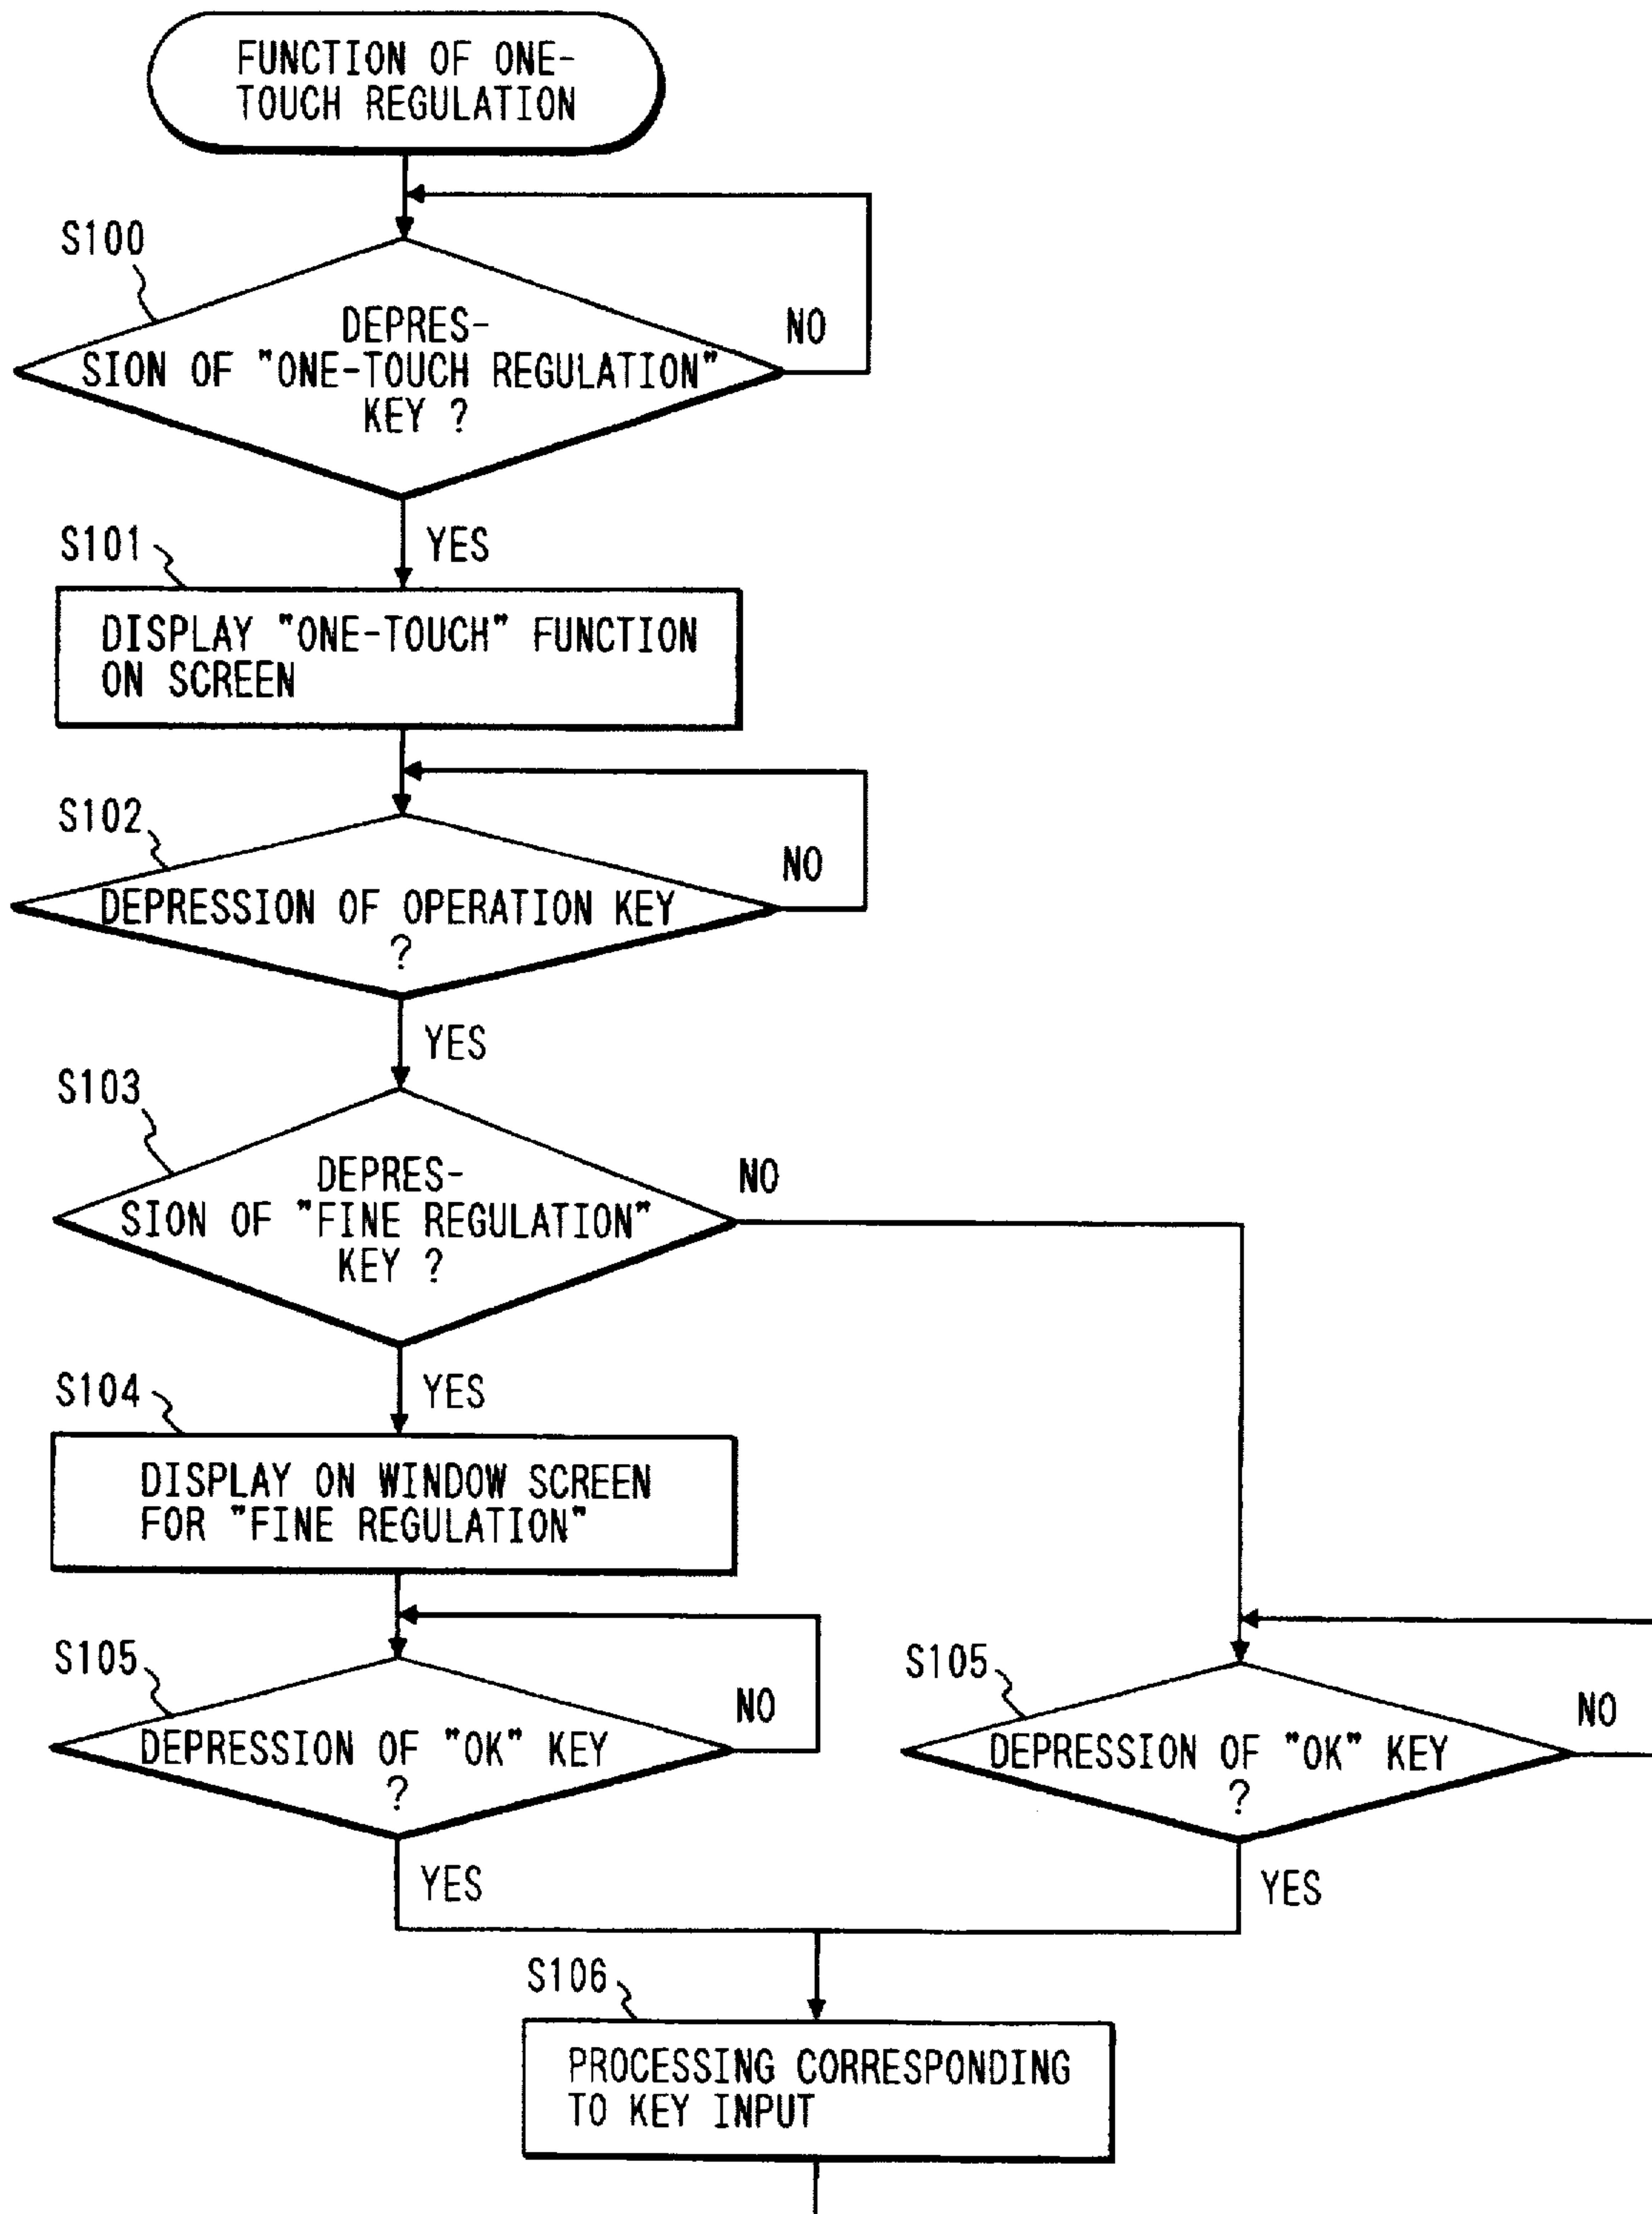 FUNCTION OF ONE-
TOUCH REGULATION
S100
DEPRES-
SION OF "ONE-TOUCH REGULATION"
KEY ?
NO
YES
S101
DISPLAY "ONE-TOUCH" FUNCTION
ON SCREEN
S102
DEPRESSION OF OPERATION KEY
?
NO
YES
S103
DEPRES-
SION OF "FINE REGULATION"
KEY ?
NO
YES
S104
DISPLAY ON WINDOW SCREEN
FOR "FINE REGULATION"
S105
DEPRESSION OF "OK" KEY
?
NO
YES
S105
DEPRESSION OF "OK" KEY
?
NO
YES
S106
PROCESSING CORRESPONDING
TO KEY INPUT